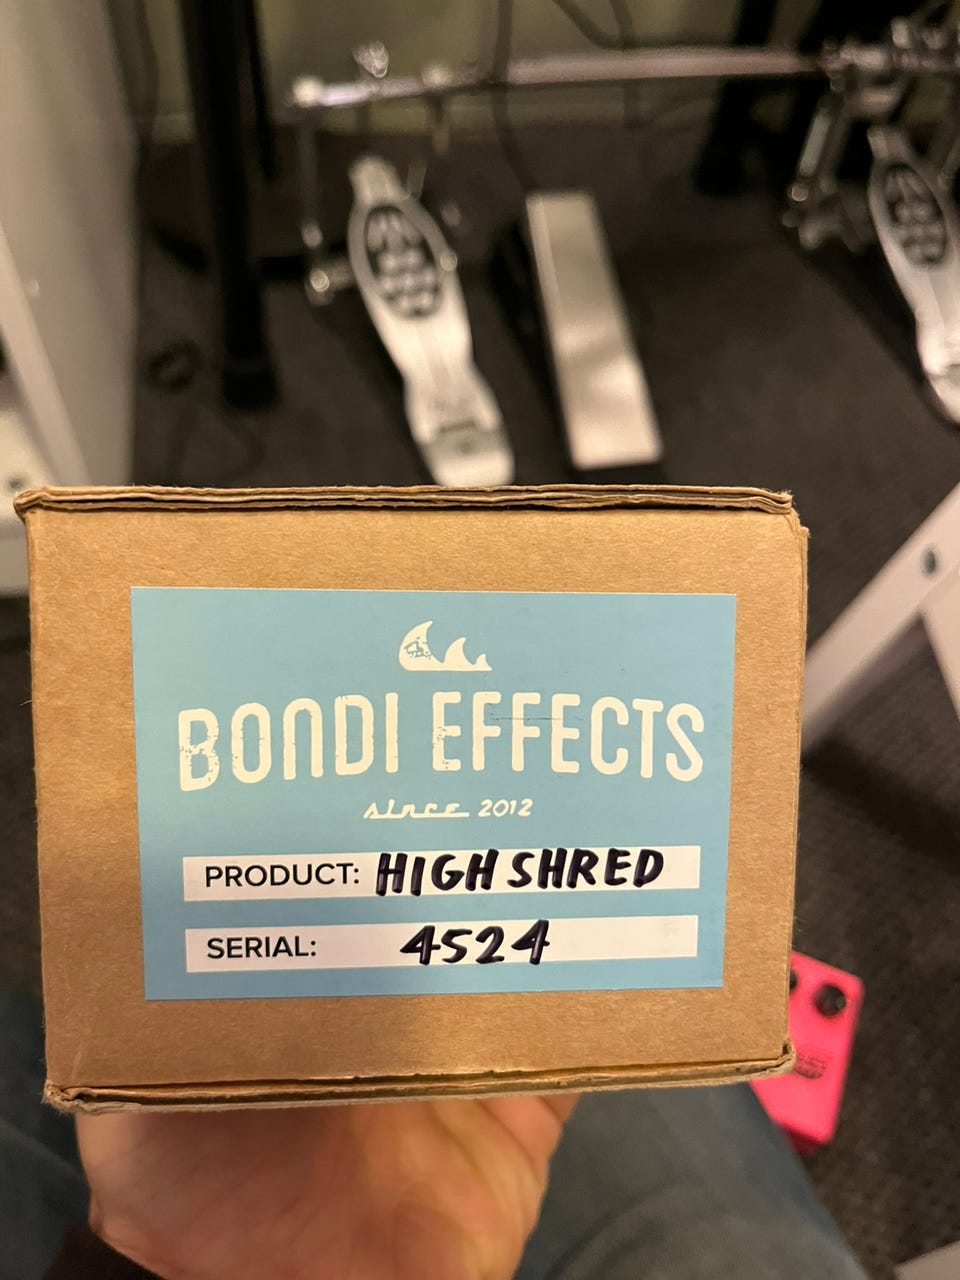 BONDI EFFECTS
since 2012
PRODUCT: HIGH SHRED
SERIAL: 4524